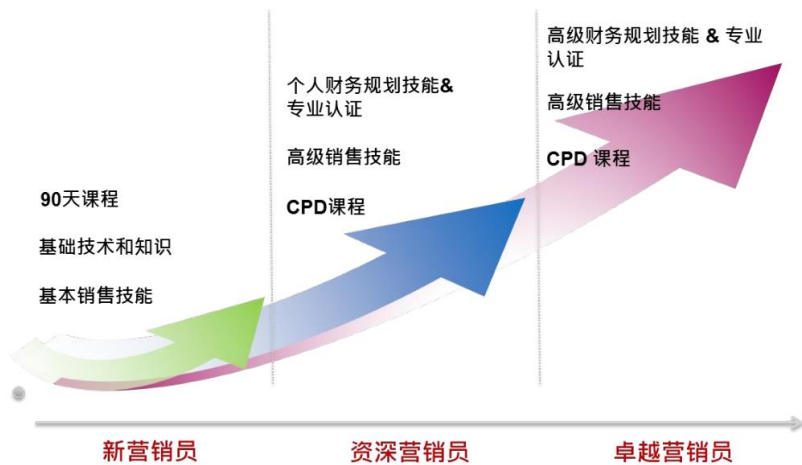 90天课程
基础技术和知识
基本销售技能
个人财务规划技能&
专业认证
高级销售技能
CPD课程
高级财务规划技能 & 专业
认证
高级销售技能
CPD 课程
新营销员
资深营销员
卓越营销员